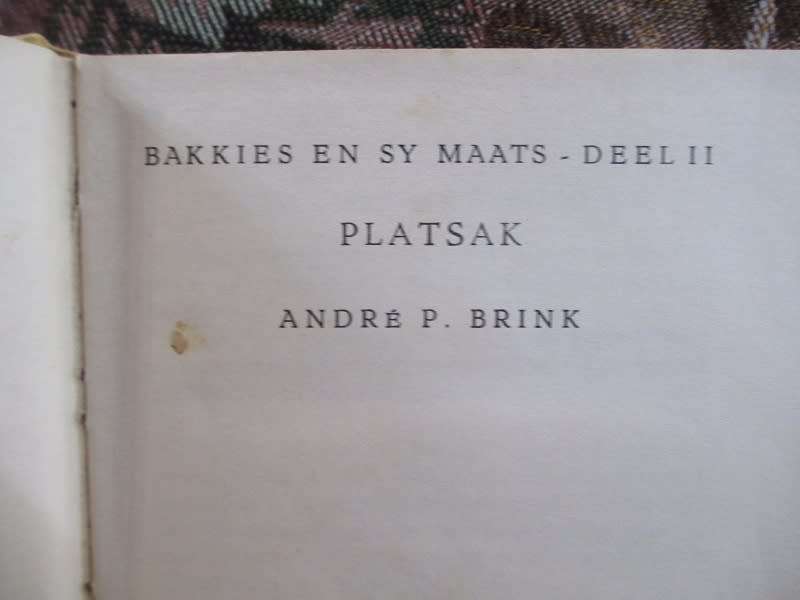 BAKKIES EN SY MAATS - DEEL II
PLATSAK
ANDRÉ P. BRINK